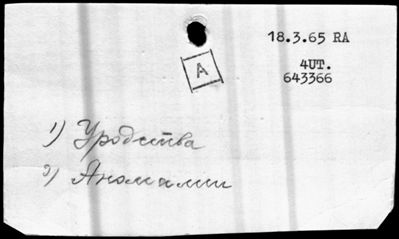 18.3.65 RA
4UT.
643366
A
1) Уродства
2) Аномалии